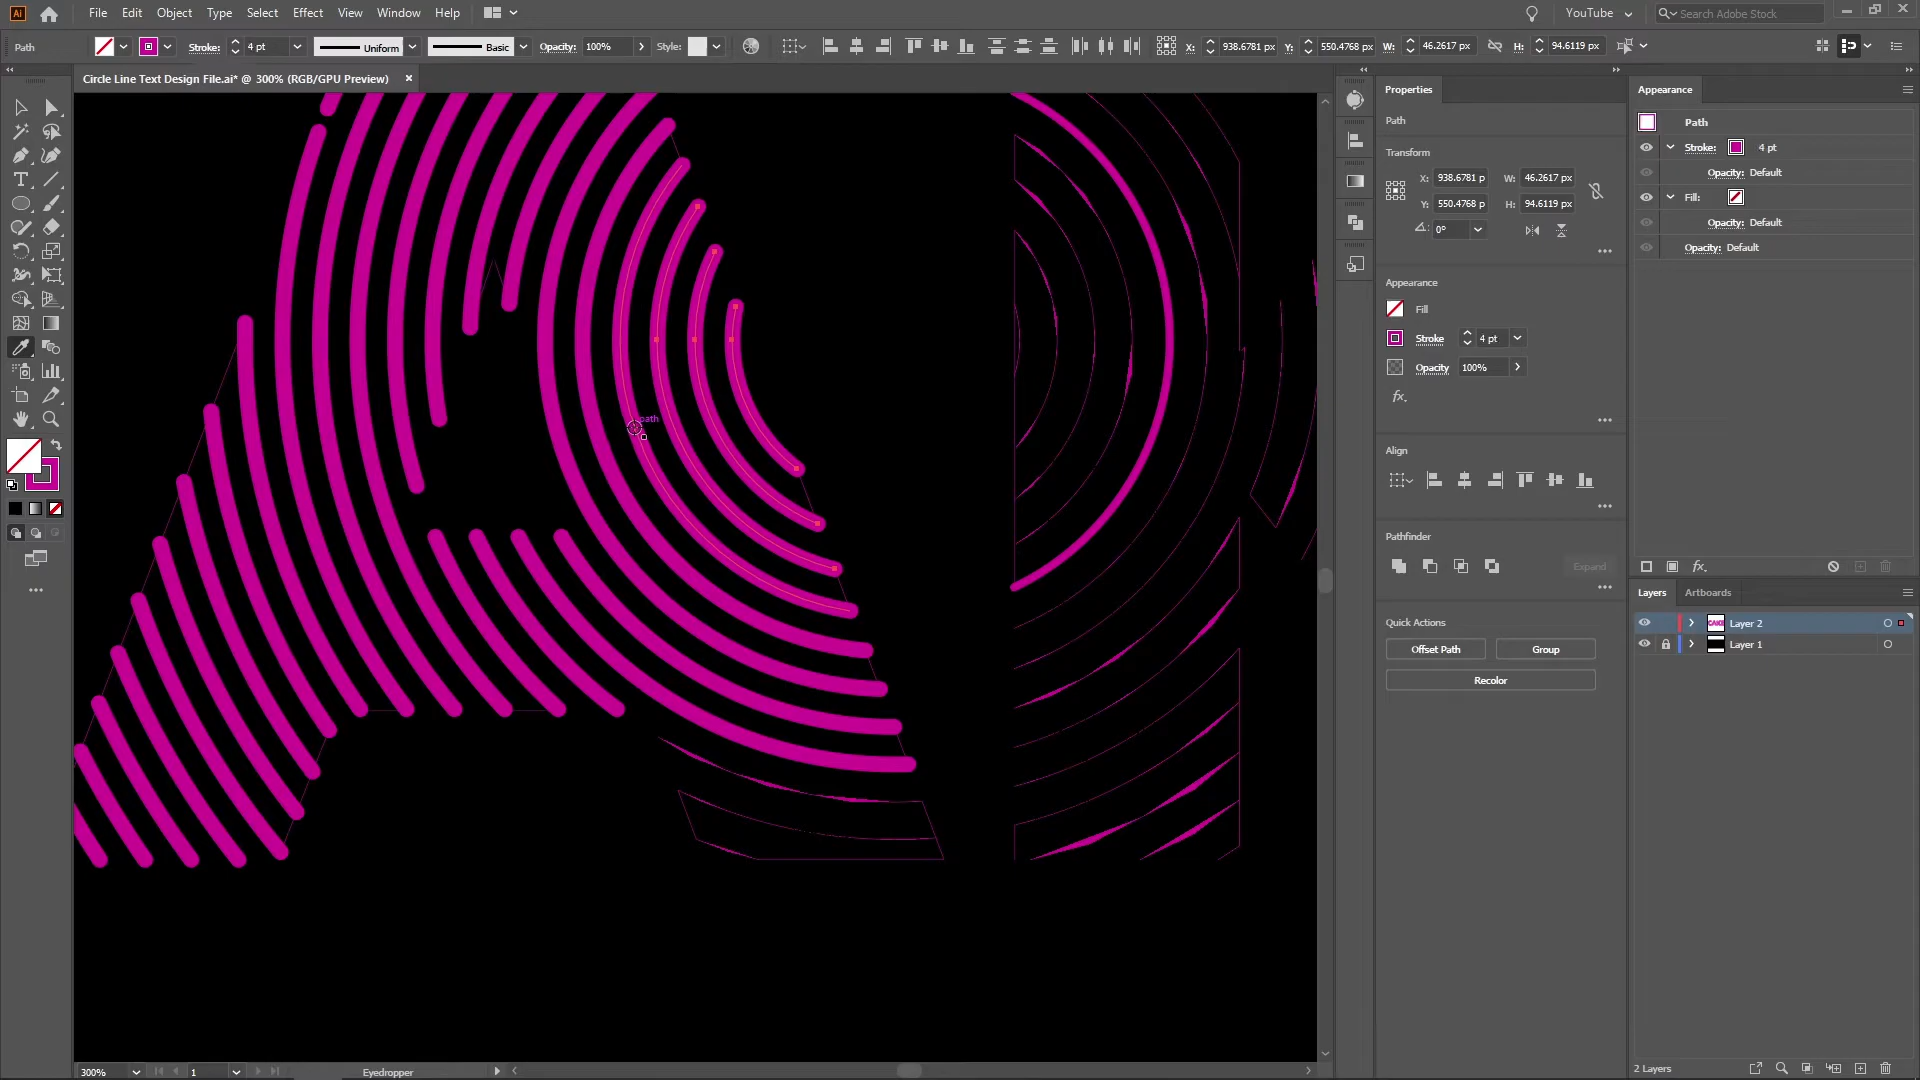 Ai File Edit Object Type Select Effect View Window Help YouTube Search Adobe Stock
Path Stroke: 4 pt Uniform Basic Opacity: 100% Style: X: 938.6781 px Y: 550.4768 px W: 46.2617 px H: 94.6119 px
Circle Line Text Design File.ai* @ 300% (RGB/GPU Preview)
Properties
Path
Transform
X: 938.6781 p W: 46.2617 px
Y: 550.4768 p H: 94.6119 px
0°
Appearance
Fill
Stroke 4 pt
Opacity 100%
fx.
Align
Pathfinder
Expand
Quick Actions
Offset Path Group
Recolor
Appearance
Path
Stroke: 4 pt
Opacity: Default
Fill:
Opacity: Default
Opacity: Default
fx.
Layers Artboards
CAKE Layer 2
Layer 1
path
300% 1 Eyedropper
2 Layers